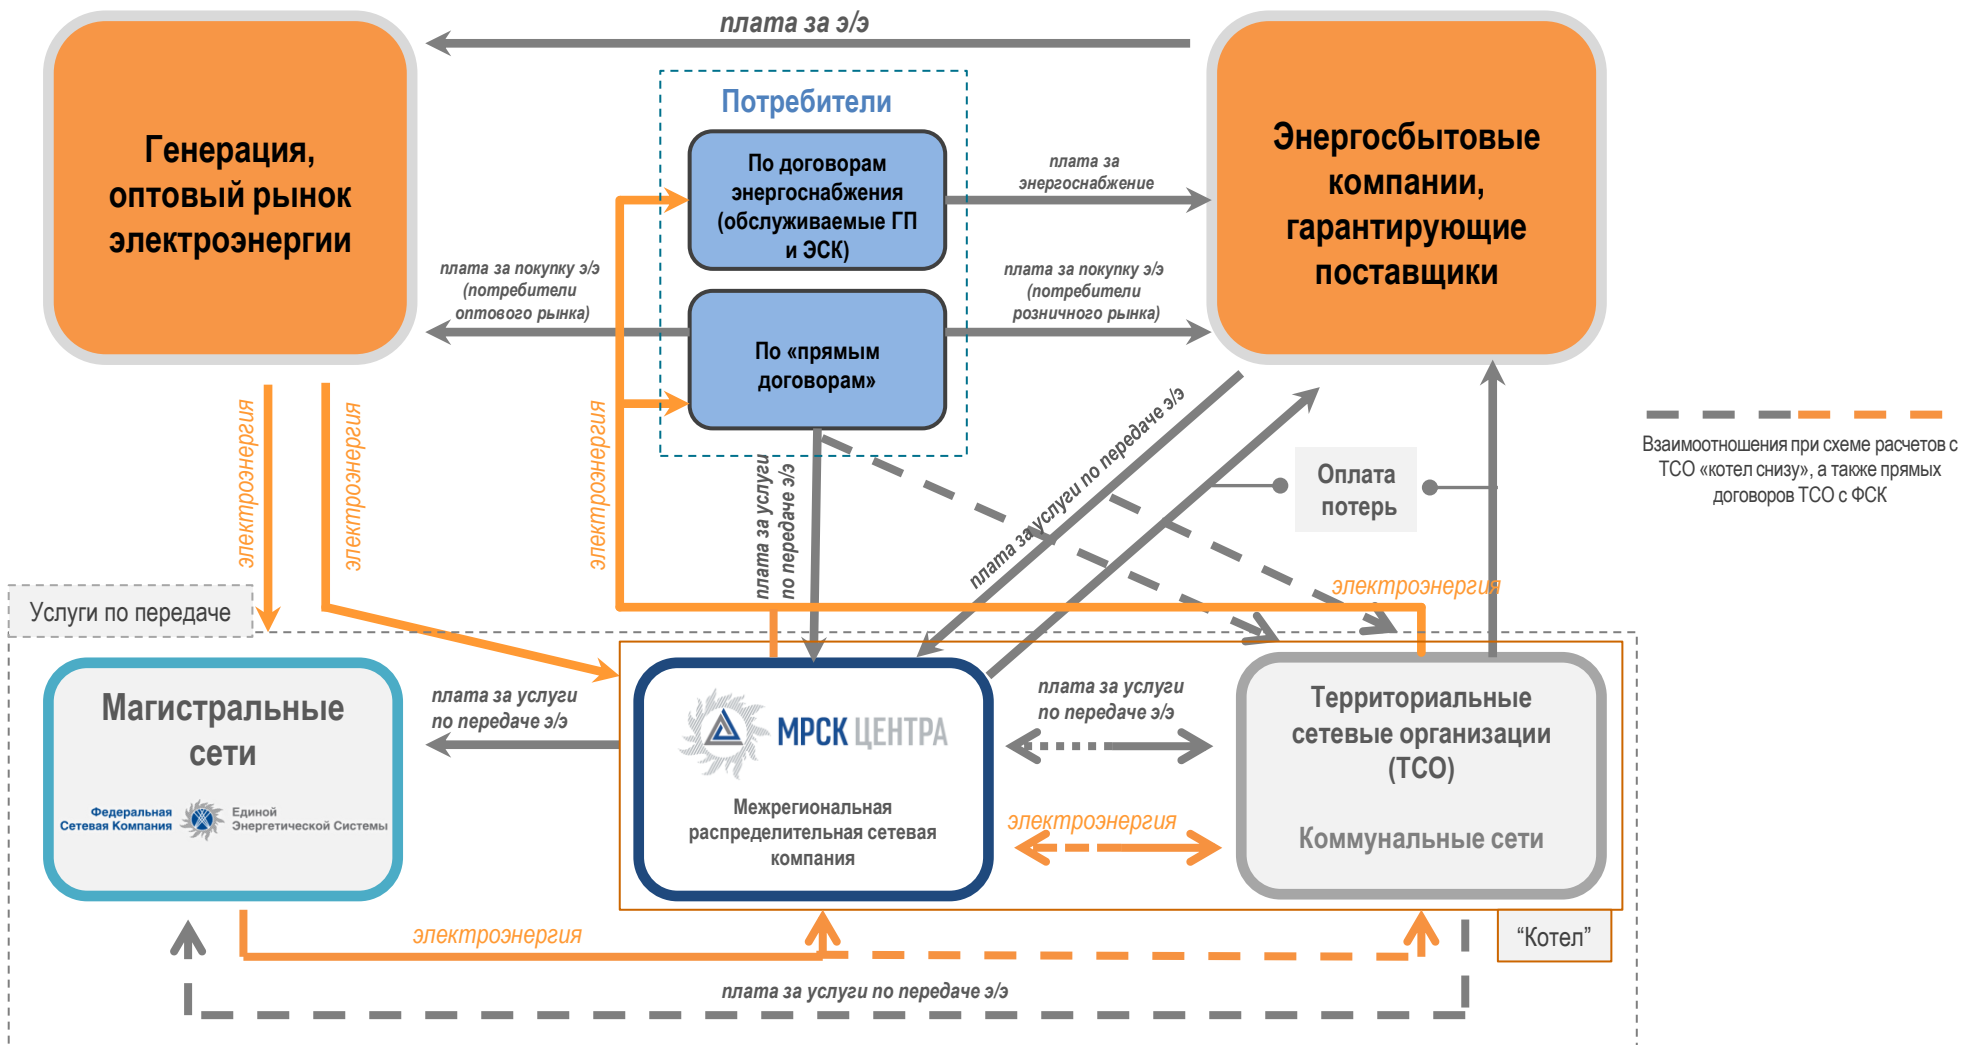 плата за э/э
Генерация,
оптовый рынок
электроэнергии
Потребители
По договорам
энергоснабжения
(обслуживаемые ГП
и ЭСК)
По «прямым
договорам»
плата за
энергоснабжение
плата за покупку э/э
(потребители
оптового рынка)
плата за покупку э/э
(потребители
розничного рынка)
Энергосбытовые
компании,
гарантирующие
поставщики
электроэнергия
электроэнергия
электроэнергия
плата за услуги
по передаче э/э
плата за услуги по передаче э/э
Оплата
потерь
Взаимоотношения при схеме расчетов с
ТСО «котел снизу», а также прямых
договоров ТСО с ФСК
электроэнергия
Услуги по передаче
Магистральные
сети
Федеральная
Сетевая Компания
Единой
Энергетической Системы
плата за услуги
по передаче э/э
МРСК ЦЕНТРА
Межрегиональная
распределительная сетевая
компания
плата за услуги
по передаче э/э
электроэнергия
Территориальные
сетевые организации
(ТСО)
Коммунальные сети
"Котел"
электроэнергия
плата за услуги по передаче э/э